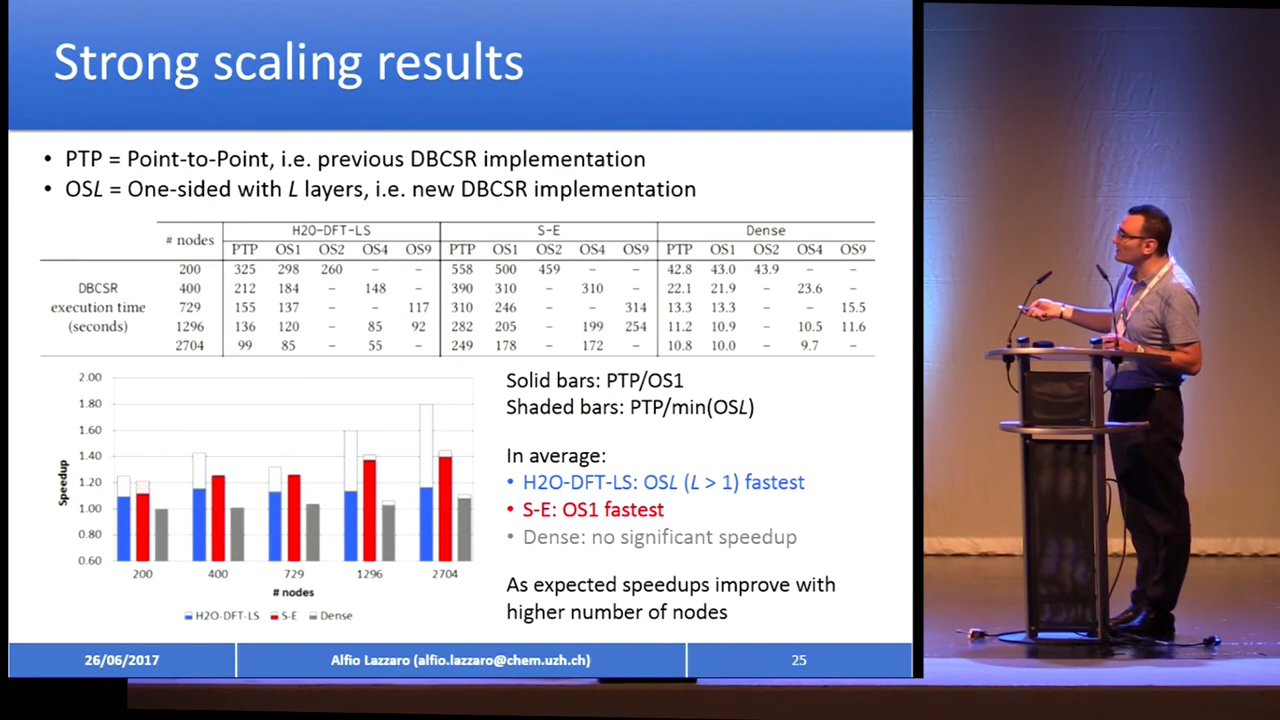 Strong scaling results
• PTP = Point-to-Point, i.e. previous DBCSR implementation
• OSL = One-sided with L layers, i.e. new DBCSR implementation
# nodes H2O-DFT-LS S-E Dense
PTP OS1 OS2 OS4 OS9 PTP OS1 OS2 OS4 OS9 PTP OS1 OS2 OS4 OS9
200 325 298 260 – – 558 500 459 – – 42.8 43.0 43.9 – –
DBCSR 400 212 184 – 148 – 390 310 – 310 – 22.1 21.9 – 23.6 –
execution time 729 155 137 – – 117 310 246 – – 314 13.3 13.3 – – 15.5
(seconds) 1296 136 120 – 85 92 282 205 – 199 254 11.2 10.9 – 10.5 11.6
2704 99 85 – 55 – 249 178 – 172 – 10.8 10.0 – 9.7 –
2.00
1.80
1.60
1.40
1.20
1.00
0.80
0.60
Speedup
200 400 729 1296 2704
# nodes
H2O-DFT-LS S-E Dense
Solid bars: PTP/OS1
Shaded bars: PTP/min(OSL)
In average:
• H2O-DFT-LS: OSL (L > 1) fastest
• S-E: OS1 fastest
• Dense: no significant speedup
As expected speedups improve with
higher number of nodes
26/06/2017 Alfio Lazzaro (alfio.lazzaro@chem.uzh.ch) 25